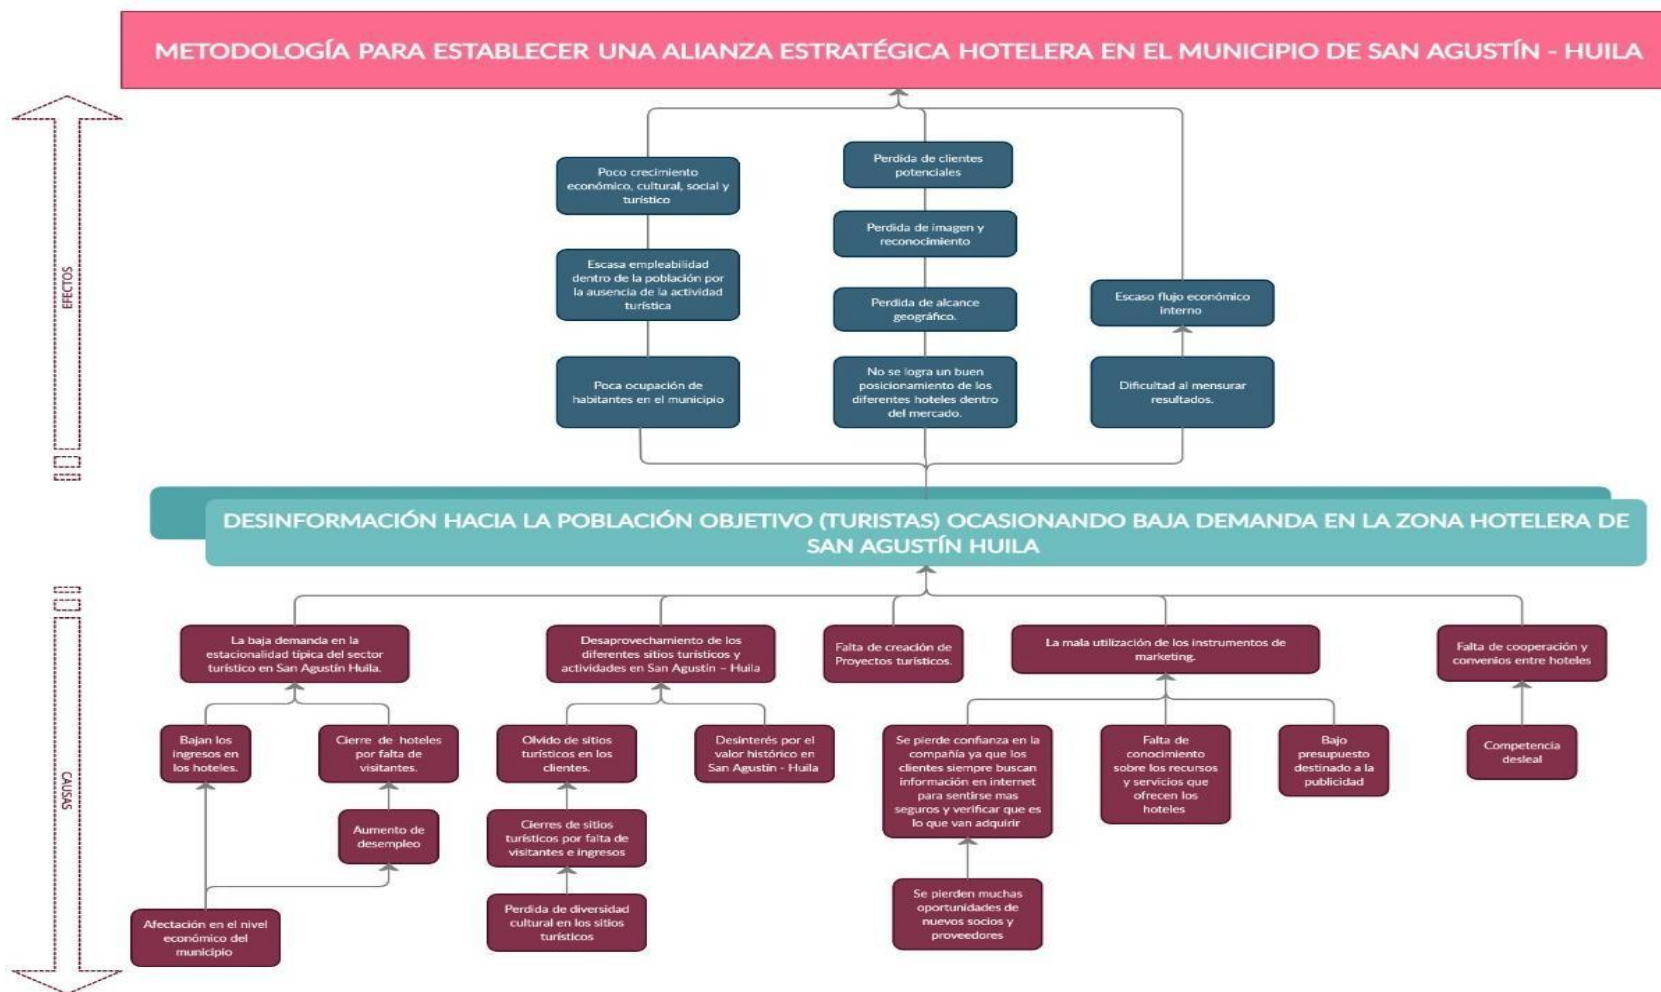 METODOLOGÍA PARA ESTABLECER UNA ALIANZA ESTRATÉGICA HOTELERA EN EL MUNICIPIO DE SAN AGUSTÍN - HUILA
EFECTOS
Poco crecimiento
económico, cultural, social y
turístico
Escasa empleabilidad
dentro de la población por
la ausencia de la actividad
turística
Poca ocupación de
habitantes en el municipio
Perdida de clientes
potenciales
Perdida de imagen y
reconocimiento
Perdida de alcance
geográfico.
No se logra un buen
posicionamiento de los
diferentes hoteles dentro
del mercado.
Escaso flujo económico
interno
Dificultad al mensurar
resultados.
DESINFORMACIÓN HACIA LA POBLACIÓN OBJETIVO (TURISTAS) OCASIONANDO BAJA DEMANDA EN LA ZONA HOTELERA DE
SAN AGUSTÍN HUILA
CAUSAS
La baja demanda en la
estacionalidad típica del sector
turístico en San Agustín Huila.
Bajan los
ingresos en
los hoteles.
Cierre de hoteles
por falta de
visitantes.
Aumento de
desempleo
Afectación en el nivel
económico del
municipio
Desaprovechamiento de los
diferentes sitios turísticos y
actividades en San Agustín – Huila
Olvido de sitios
turísticos en los
clientes.
Desinterés por el
valor histórico en
San Agustín - Huila
Cierres de sitios
turísticos por falta de
visitantes e ingresos
Perdida de diversidad
cultural en los sitios
turísticos
Falta de creación de
Proyectos turísticos.
La mala utilización de los instrumentos de
marketing.
Se pierde confianza en la
compañía ya que los
clientes siempre buscan
información en internet
para sentirse mas
seguros y verificar que es
lo que van adquirir
Se pierden muchas
oportunidades de
nuevos socios y
proveedores
Falta de
conocimiento
sobre los recursos
y servicios que
ofrecen los
hoteles
Bajo
presupuesto
destinado a la
publicidad
Falta de cooperación y
convenios entre hoteles
Competencia
desleal